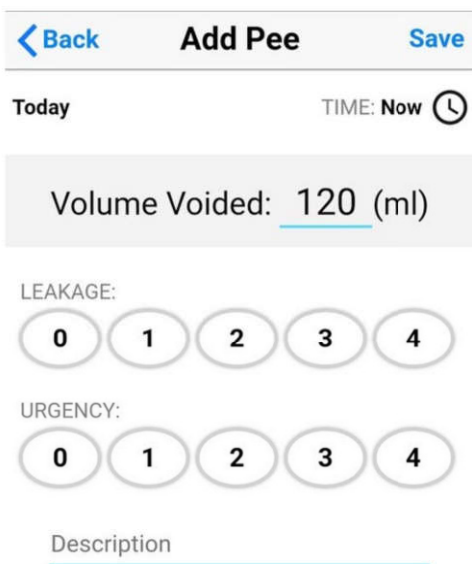 Back Add Pee Save
Today TIME: Now
Volume Voided: 120 (ml)
LEAKAGE:
0 1 2 3 4
URGENCY:
0 1 2 3 4
Description